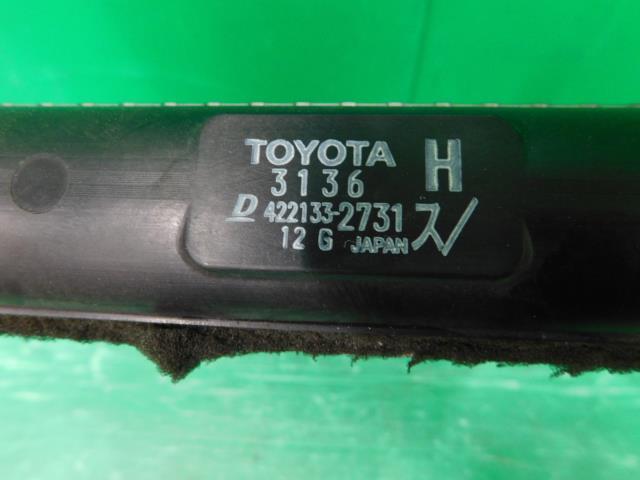 TOYOTA H
3136
D 422133-2731 ス
12 G JAPAN